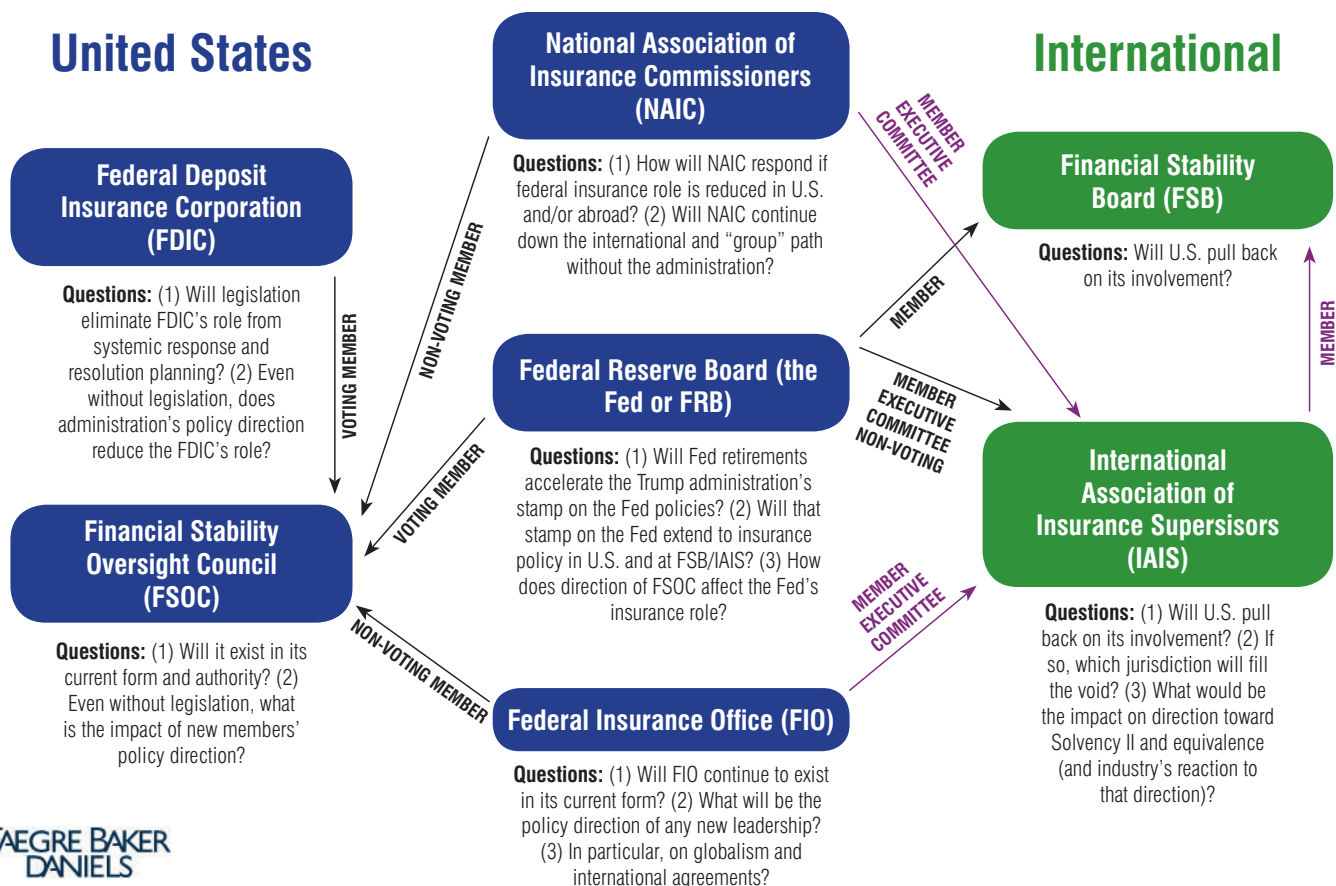 United States
International
National Association of
Insurance Commissioners
(NAIC)
Questions: (1) How will NAIC respond if
federal insurance role is reduced in U.S.
and/or abroad? (2) Will NAIC continue
down the international and “group” path
without the administration?
Federal Deposit
Insurance Corporation
(FDIC)
Questions: (1) Will legislation
eliminate FDIC’s role from
systemic response and
resolution planning? (2) Even
without legislation, does
administration’s policy direction
reduce the FDIC’s role?
VOTING MEMBER
NON-VOTING MEMBER
MEMBER
EXECUTIVE
COMMITTEE
Financial Stability
Board (FSB)
Questions: Will U.S. pull back
on its involvement?
MEMBER
MEMBER
Federal Reserve Board (the
Fed or FRB)
Questions: (1) Will Fed retirements
accelerate the Trump administration’s
stamp on the Fed policies? (2) Will that
stamp on the Fed extend to insurance
policy in U.S. and at FSB/IAIS? (3) How
does direction of FSOC affect the Fed’s
insurance role?
VOTING MEMBER
MEMBER
EXECUTIVE
COMMITTEE
NON-VOTING
Financial Stability
Oversight Council
(FSOC)
Questions: (1) Will it exist in its
current form and authority? (2)
Even without legislation, what
is the impact of new members’
policy direction?
International
Association of
Insurance Supersisors
(IAIS)
Questions: (1) Will U.S. pull
back on its involvement? (2) If
so, which jurisdiction will fill
the void? (3) What would be
the impact on direction toward
Solvency II and equivalence
(and industry’s reaction to
that direction)?
NON-VOTING MEMBER
MEMBER
EXECUTIVE
COMMITTEE
Federal Insurance Office (FIO)
Questions: (1) Will FIO continue to exist
in its current form? (2) What will be the
policy direction of any new leadership?
(3) In particular, on globalism and
international agreements?
AEGRE BAKER
DANIELS